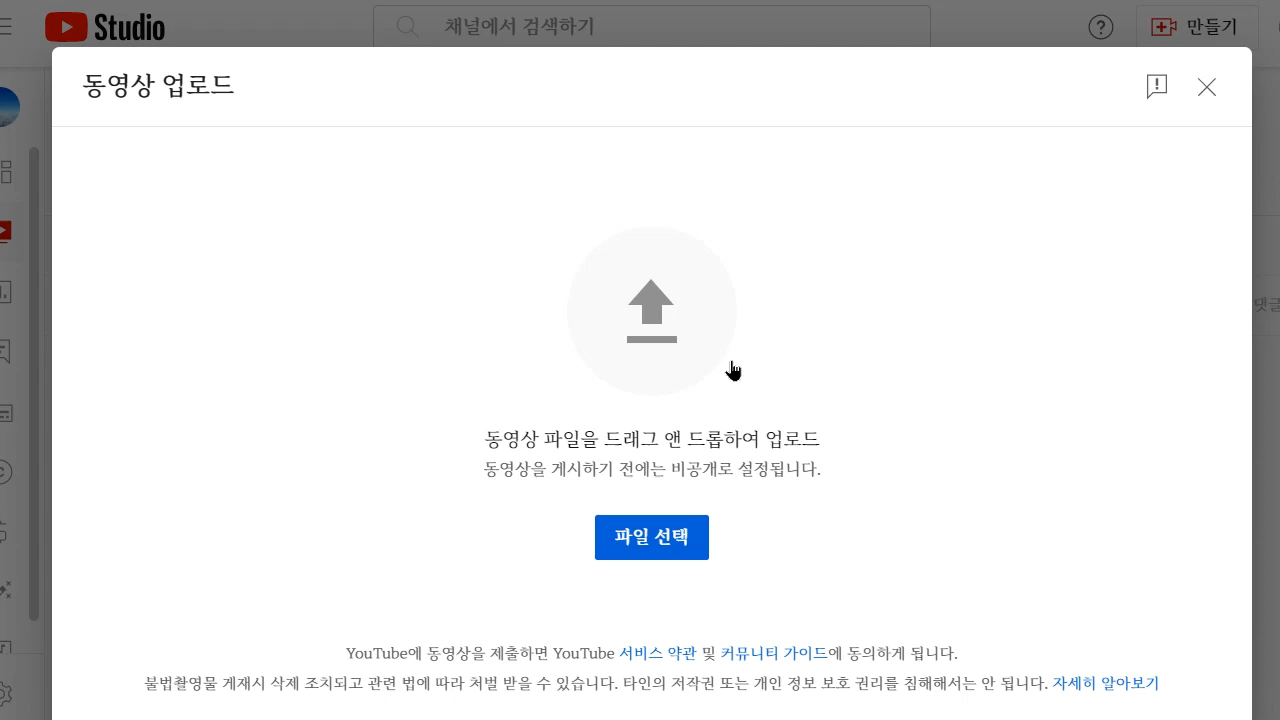 Studio
채널에서 검색하기
만들기
동영상 업로드
댓글
동영상 파일을 드래그 앤 드롭하여 업로드
동영상을 게시하기 전에는 비공개로 설정됩니다.
파일 선택
YouTube에 동영상을 제출하면 YouTube 서비스 약관 및 커뮤니티 가이드에 동의하게 됩니다.
불법촬영물 게재시 삭제 조치되고 관련 법에 따라 처벌 받을 수 있습니다. 타인의 저작권 또는 개인 정보 보호 권리를 침해해서는 안 됩니다. 자세히 알아보기